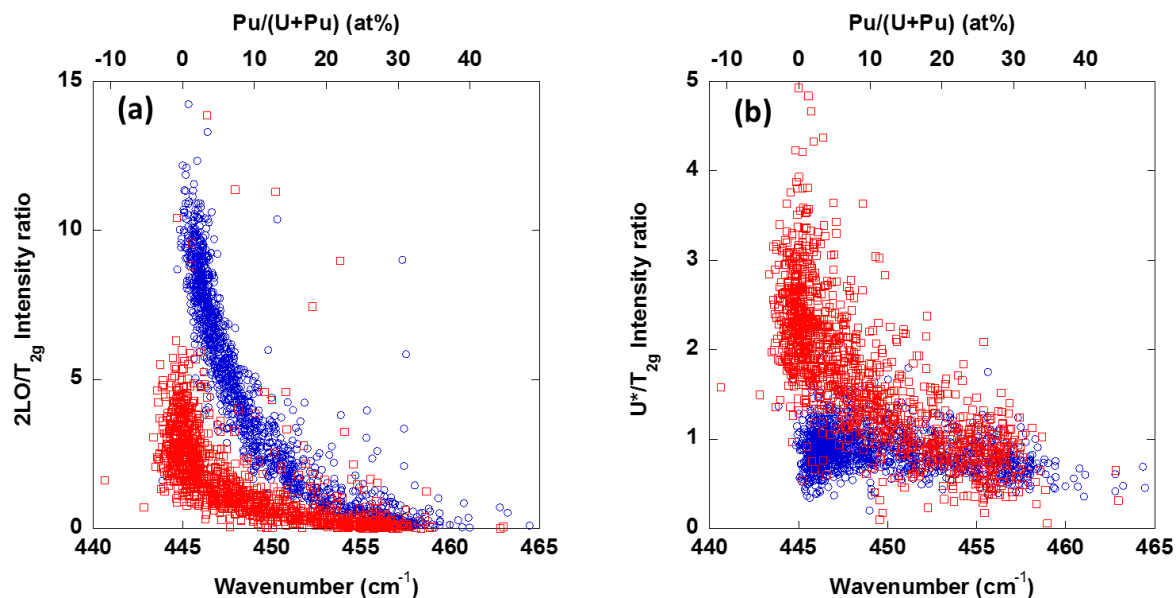 Pu/(U+Pu) (at%)
-10 0 10 20 30 40
15
(a)
10
5
0
2LO/T2g Intensity ratio
440 445 450 455 460 465
Wavenumber (cm-1)
Pu/(U+Pu) (at%)
-10 0 10 20 30 40
5
(b)
4
3
2
1
0
U*/T2g Intensity ratio
440 445 450 455 460 465
Wavenumber (cm-1)